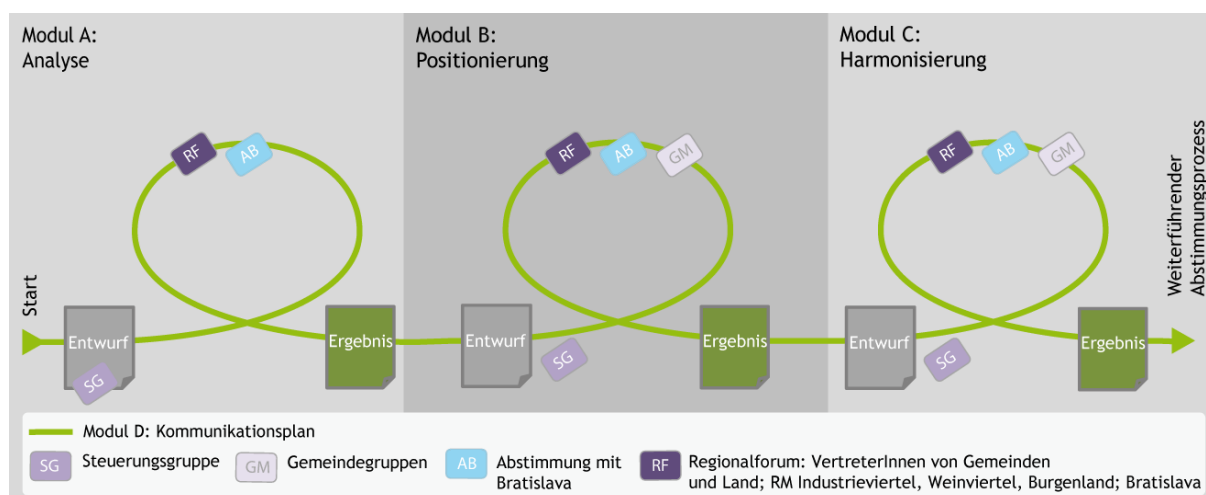 Modul A:
Analyse
Modul B:
Positionierung
Modul C:
Harmonisierung
RF
AB
RF
AB
GM
RF
AB
GM
Start
Weiterführender
Abstimmungsprozess
Entwurf
SG
Ergebnis
Entwurf
SG
Ergebnis
Entwurf
SG
Ergebnis
Modul D: Kommunikationsplan
SG
Steuerungsgruppe
GM
Gemeindegruppen
AB
Abstimmung mit
Bratislava
RF
Regionalforum: VertreterInnen von Gemeinden
und Land; RM Industrieviertel, Weinviertel, Burgenland; Bratislava